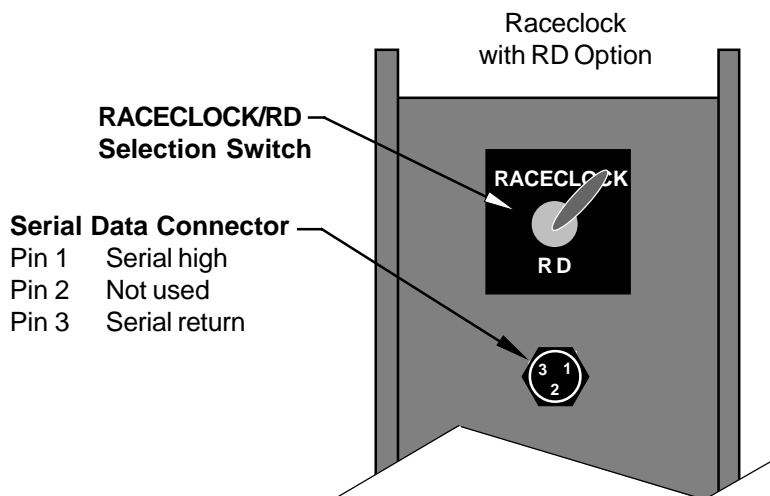 Raceclock
with RD Option
RACECLOCK/RD
Selection Switch
RACECLOCK
RD
Serial Data Connector
Pin 1 Serial high
Pin 2 Not used
Pin 3 Serial return
3 1
2